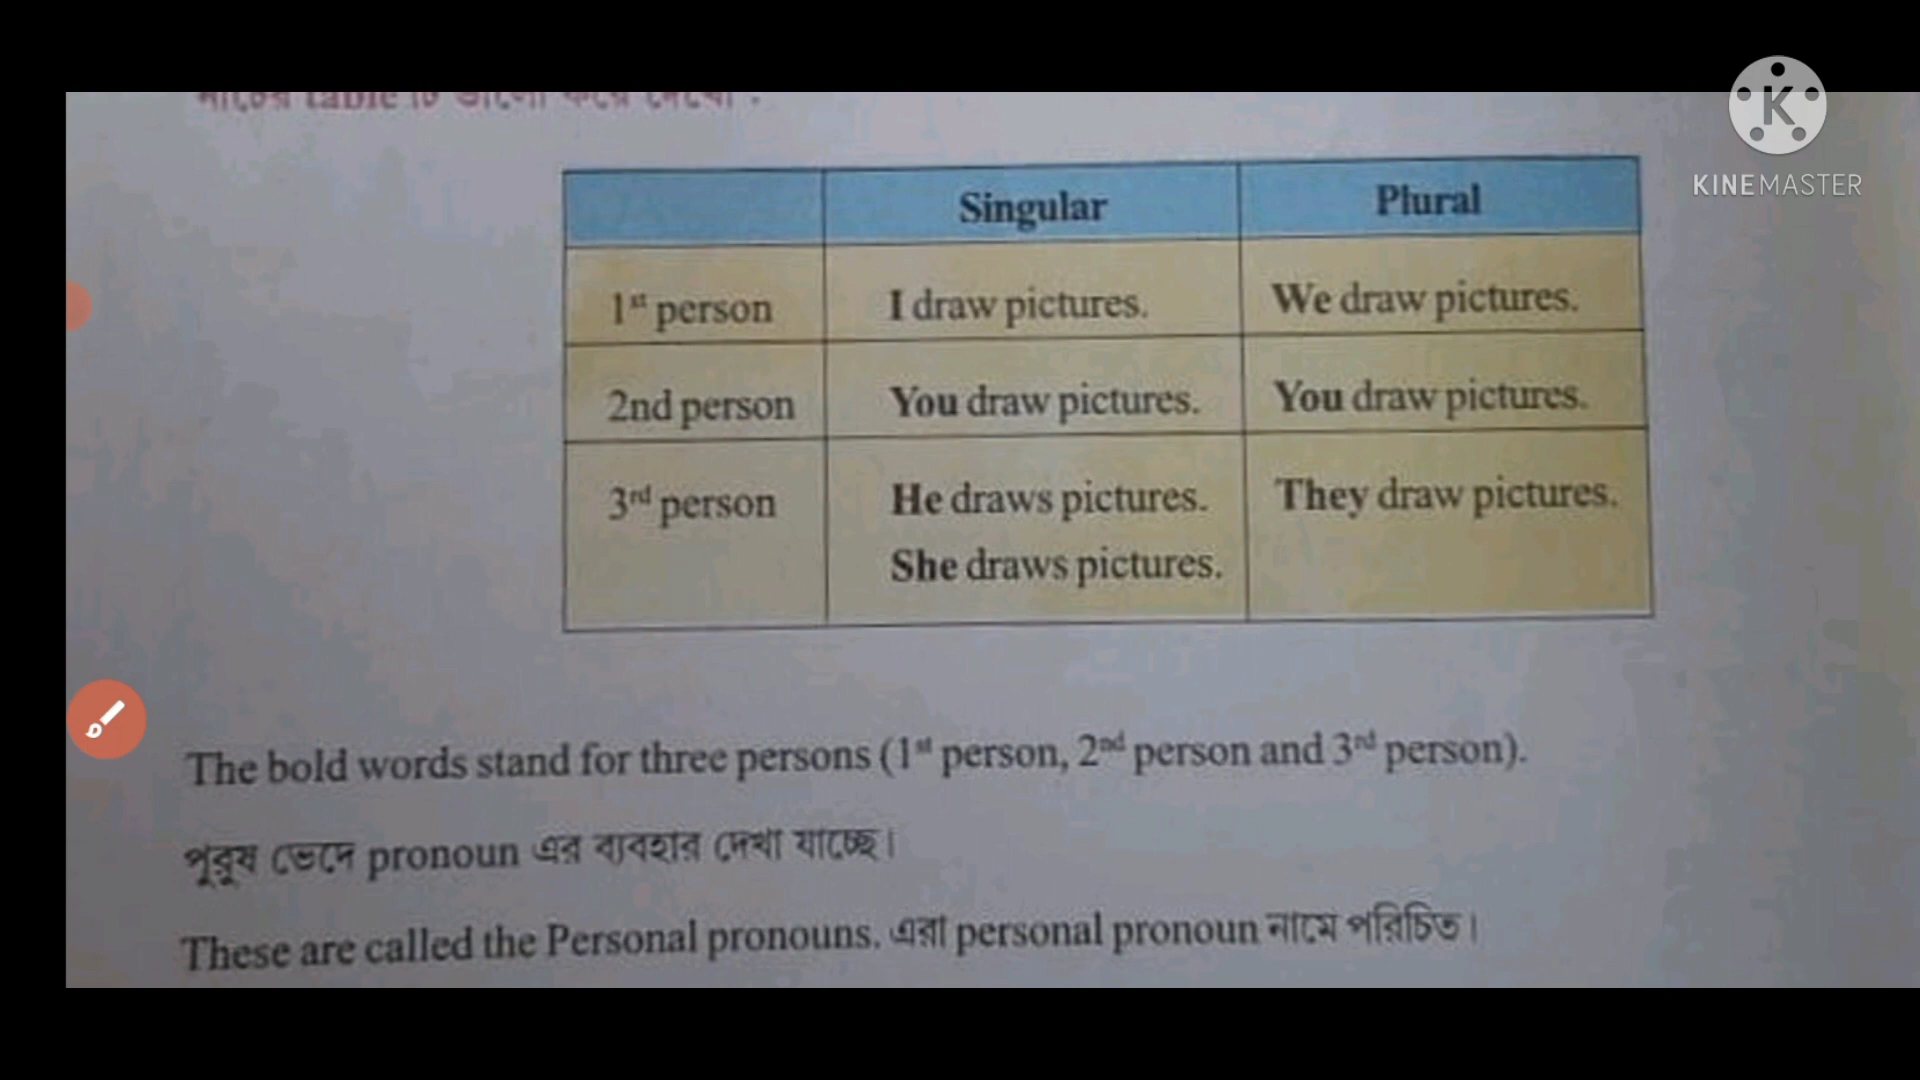 নীচের table টি ভালো করে দেখো :
KINEMASTER
Singular Plural
1st person I draw pictures. We draw pictures.
2nd person You draw pictures. You draw pictures.
3rd person He draws pictures. They draw pictures.
She draws pictures.
The bold words stand for three persons (1st person, 2nd person and 3rd person).
পুরুষ ভেদে pronoun এর ব্যবহার দেখা যাচ্ছে।
These are called the Personal pronouns. এরা personal pronoun নামে পরিচিত।